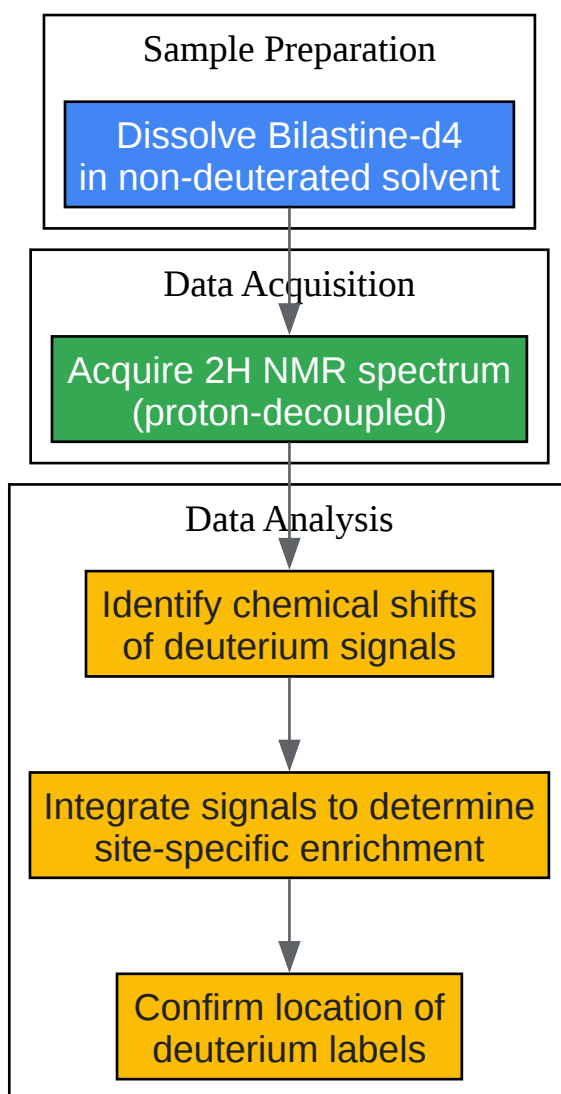 Sample Preparation
Dissolve Bilastine-d4
in non-deuterated solvent
Data Acquisition
Acquire 2H NMR spectrum
(proton-decoupled)
Data Analysis
Identify chemical shifts
of deuterium signals
Integrate signals to determine
site-specific enrichment
Confirm location of
deuterium labels